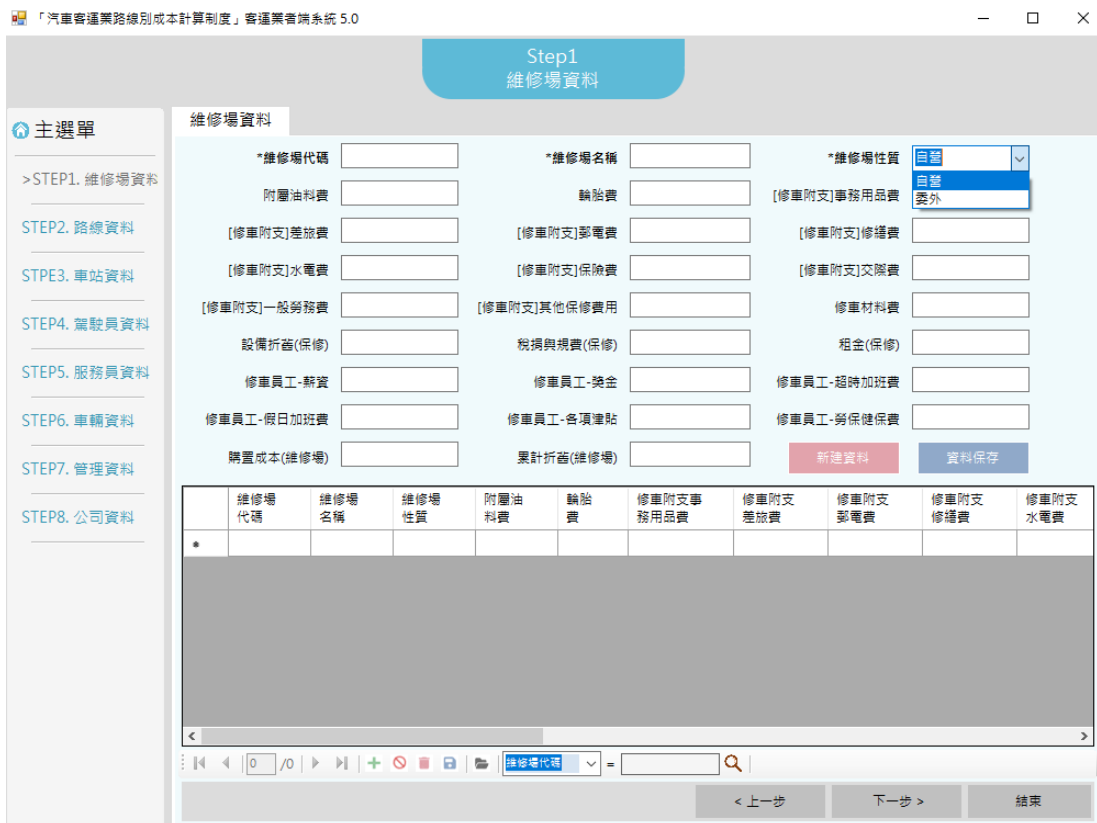 「汽車客運業路線別成本計算制度」客運業者端系統 5.0
Step1
維修場資料
主選單
>STEP1. 維修場資料
STEP2. 路線資料
STPE3. 車站資料
STEP4. 駕駛員資料
STEP5. 服務員資料
STEP6. 車輛資料
STEP7. 管理資料
STEP8. 公司資料
維修場資料
*維修場代碼 *維修場名稱 *維修場性質 自營
自營
委外
附屬油料費 輪胎費 [修車附支]事務用品費
[修車附支]差旅費 [修車附支]郵電費 [修車附支]修繕費
[修車附支]水電費 [修車附支]保險費 [修車附支]交際費
[修車附支]一般勞務費 [修車附支]其他保修費用 修車材料費
設備折舊(保修) 稅捐與規費(保修) 租金(保修)
修車員工-薪資 修車員工-獎金 修車員工-超時加班費
修車員工-假日加班費 修車員工-各項津貼 修車員工-勞保健保費
購置成本(維修場) 累計折舊(維修場) 新建資料 資料保存
維修場 維修場 維修場 附屬油 輪胎 修車附支事 修車附支 修車附支 修車附支 修車附支
代碼 名稱 性質 料費 費 務用品費 差旅費 郵電費 修繕費 水電費
*
0 /0 維修場代碼 =
< 上一步 下一步 > 結束